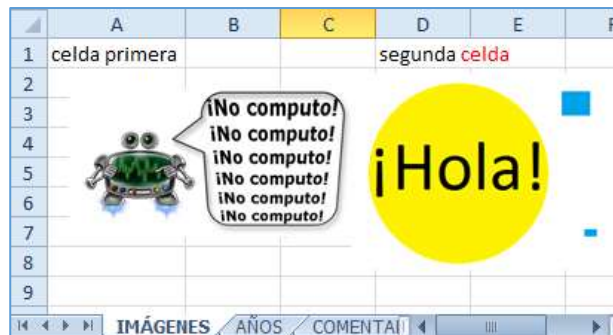 A B C D E
1 celda primera segunda celda
2
3
4
5
6
7
8
9
¡No computo!
¡No computo!
¡No computo!
¡No computo!
¡No computo!
¡No computo!
¡Hola!
IMÁGENES AÑOS COMENTAI